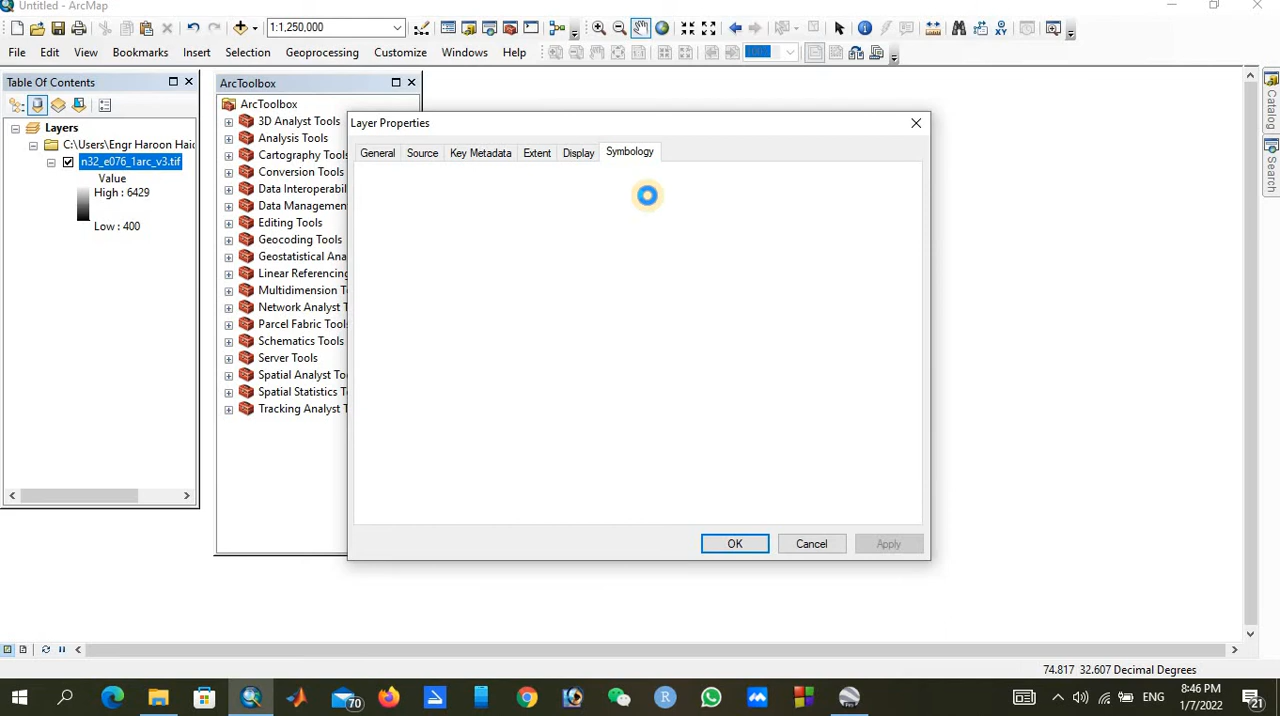 Untitled - ArcMap
1:1,250,000
File Edit View Bookmarks Insert Selection Geoprocessing Customize Windows Help
Table Of Contents
Layers
C:\Users\Engr Haroon Haic
n32_e076_1arc_v3.tif
Value
High : 6429
Low : 400
ArcToolbox
ArcToolbox
3D Analyst Tools
Analysis Tools
Cartography Tools
Conversion Tools
Data Interoperabil
Data Managemen
Editing Tools
Geocoding Tools
Geostatistical Ana
Linear Referencing
Multidimension T
Network Analyst T
Parcel Fabric Tools
Schematics Tools
Server Tools
Spatial Analyst To
Spatial Statistics T
Tracking Analyst T
Layer Properties
General Source Key Metadata Extent Display Symbology
OK Cancel Apply
Catalog
Search
74.817 32.607 Decimal Degrees
70
ENG
8:46 PM
1/7/2022
21